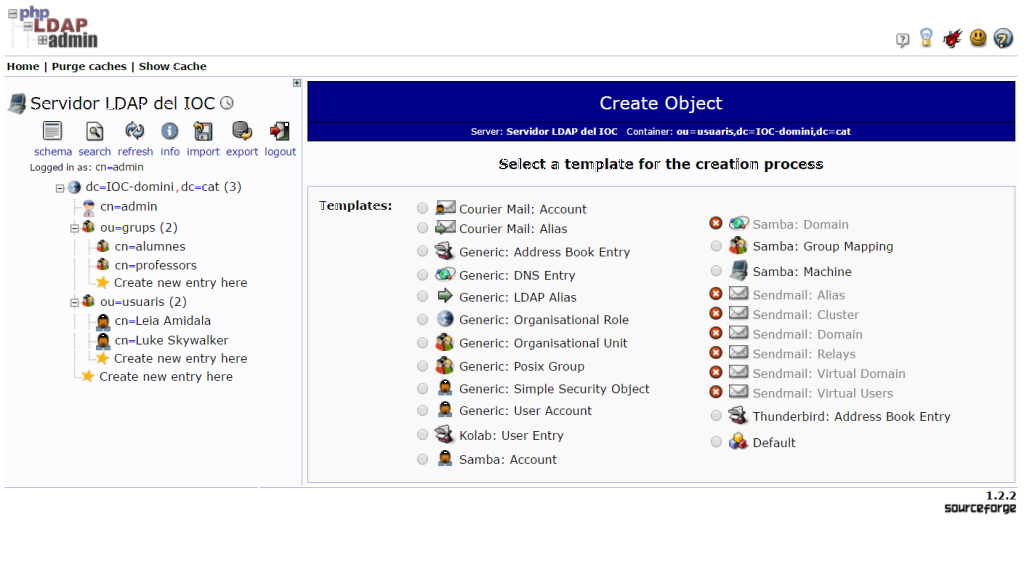 php
LDAP
admin
Home | Purge caches | Show Cache
Servidor LDAP del IOC
schema search refresh info import export logout
Logged in as: cn=admin
dc=IOC-domini,dc=cat (3)
cn=admin
ou=grups (2)
cn=alumnes
cn=professors
Create new entry here
ou=usuaris (2)
cn=Leia Amidala
cn=Luke Skywalker
Create new entry here
Create new entry here
Create Object
Server: Servidor LDAP del IOC Container: ou=usuaris,dc=IOC-domini,dc=cat
Select a template for the creation process
Templates:
Courier Mail: Account
Courier Mail: Alias
Generic: Address Book Entry
Generic: DNS Entry
Generic: LDAP Alias
Generic: Organisational Role
Generic: Organisational Unit
Generic: Posix Group
Generic: Simple Security Object
Generic: User Account
Kolab: User Entry
Samba: Account
Samba: Domain
Samba: Group Mapping
Samba: Machine
Sendmail: Alias
Sendmail: Cluster
Sendmail: Domain
Sendmail: Relays
Sendmail: Virtual Domain
Sendmail: Virtual Users
Thunderbird: Address Book Entry
Default
1.2.2
sourceforge